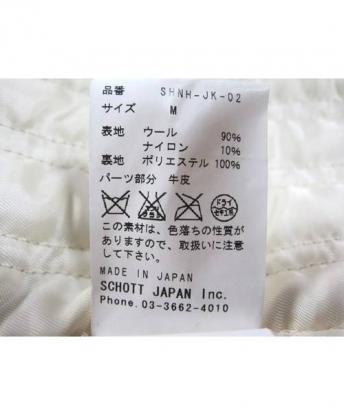 品番 SHNH-JK-02
サイズ M
表地 ウール 90%
ナイロン 10%
裏地 ポリエステル 100%
パーツ部分 牛皮
ドライ
セキユ系
この素材は、色落ちの性質が
ありますので、取扱いに注意
して下さい。
MADE IN JAPAN
SCHOTT JAPAN Inc.
Phone. 03-3662-4010